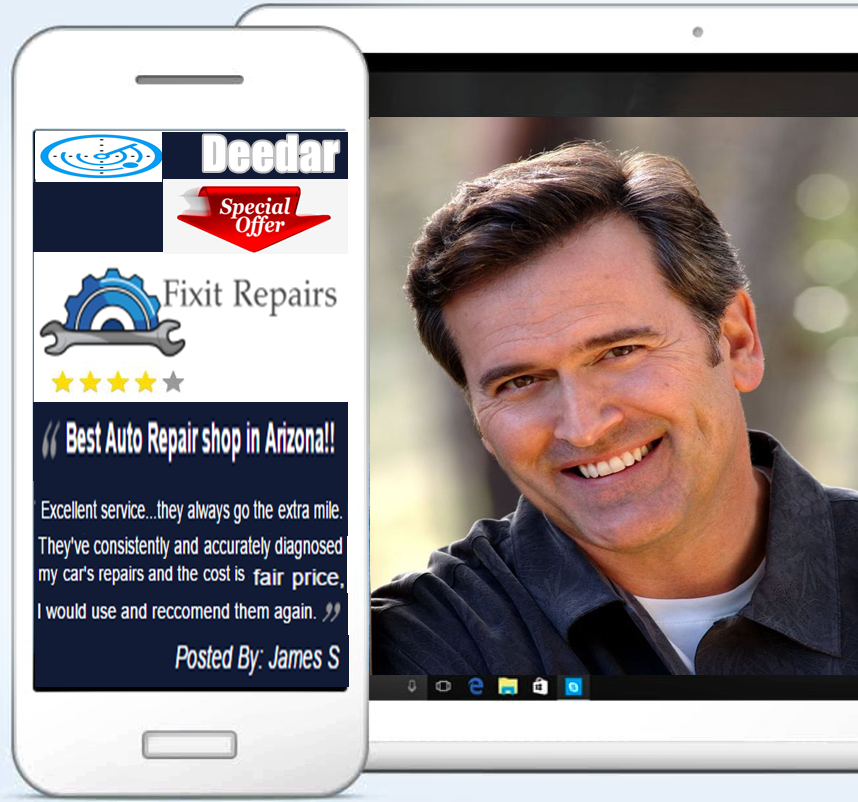 Deedar
Special
Offer
Fixit Repairs
“ Best Auto Repair shop in Arizona!!
Excellent service...they always go the extra mile.
They've consistently and accurately diagnosed
my car's repairs and the cost is fair price,
I would use and reccomend them again. ”
Posted By: James S